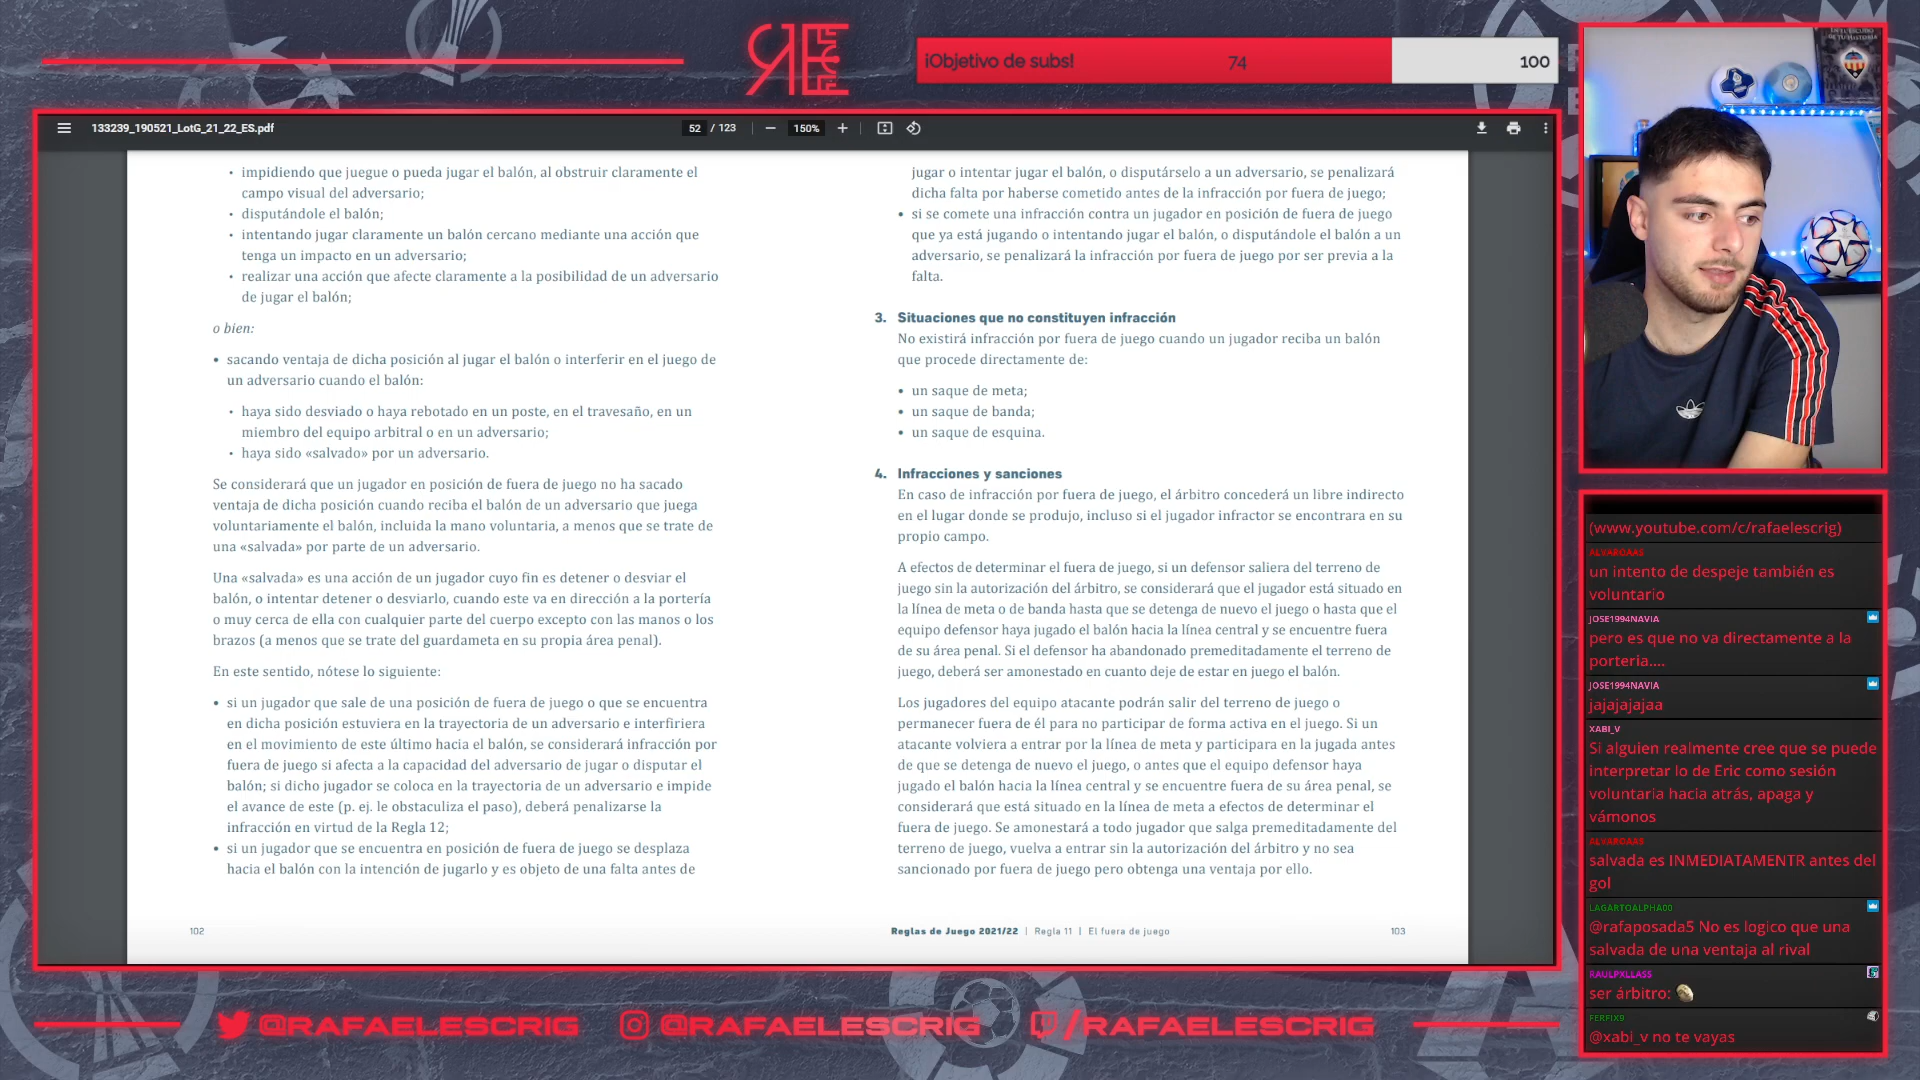 ¡Objetivo de subs!
74
100
133239_190521_LotG_21_22_ES.pdf
52 / 123
150%
impidiendo que juegue o pueda jugar el balón, al obstruir claramente el
campo visual del adversario;
disputándole el balón;
intentando jugar claramente un balón cercano mediante una acción que
tenga un impacto en un adversario;
realizar una acción que afecte claramente a la posibilidad de un adversario
de jugar el balón;
o bien:
sacando ventaja de dicha posición al jugar el balón o interferir en el juego de
un adversario cuando el balón:
haya sido desviado o haya rebotado en un poste, en el travesaño, en un
miembro del equipo arbitral o en un adversario;
haya sido «salvado» por un adversario.
Se considerará que un jugador en posición de fuera de juego no ha sacado
ventaja de dicha posición cuando reciba el balón de un adversario que juega
voluntariamente el balón, incluida la mano voluntaria, a menos que se trate de
una «salvada» por parte de un adversario.
Una «salvada» es una acción de un jugador cuyo fin es detener o desviar el
balón, o intentar detener o desviarlo, cuando este va en dirección a la portería
o muy cerca de ella con cualquier parte del cuerpo excepto con las manos o los
brazos (a menos que se trate del guardameta en su propia área penal).
En este sentido, nótese lo siguiente:
si un jugador que sale de una posición de fuera de juego o que se encuentra
en dicha posición estuviera en la trayectoria de un adversario e interfiriera
en el movimiento de este último hacia el balón, se considerará infracción por
fuera de juego si afecta a la capacidad del adversario de jugar o disputar el
balón; si dicho jugador se coloca en la trayectoria de un adversario e impide
el avance de este (p. ej. le obstaculiza el paso), deberá penalizarse la
infracción en virtud de la Regla 12;
si un jugador que se encuentra en posición de fuera de juego se desplaza
hacia el balón con la intención de jugarlo y es objeto de una falta antes de
102
jugar o intentar jugar el balón, o disputárselo a un adversario, se penalizará
dicha falta por haberse cometido antes de la infracción por fuera de juego;
si se comete una infracción contra un jugador en posición de fuera de juego
que ya está jugando o intentando jugar el balón, o disputándole el balón a un
adversario, se penalizará la infracción por fuera de juego por ser previa a la
falta.
3. Situaciones que no constituyen infracción
No existirá infracción por fuera de juego cuando un jugador reciba un balón
que procede directamente de:
un saque de meta;
un saque de banda;
un saque de esquina.
4. Infracciones y sanciones
En caso de infracción por fuera de juego, el árbitro concederá un libre indirecto
en el lugar donde se produjo, incluso si el jugador infractor se encontrara en su
propio campo.
A efectos de determinar el fuera de juego, si un defensor saliera del terreno de
juego sin la autorización del árbitro, se considerará que el jugador está situado en
la línea de meta o de banda hasta que se detenga de nuevo el juego o hasta que el
equipo defensor haya jugado el balón hacia la línea central y se encuentre fuera
de su área penal. Si el defensor ha abandonado premeditadamente el terreno de
juego, deberá ser amonestado en cuanto deje de estar en juego el balón.
Los jugadores del equipo atacante podrán salir del terreno de juego o
permanecer fuera de él para no participar de forma activa en el juego. Si un
atacante volviera a entrar por la línea de meta y participara en la jugada antes
de que se detenga de nuevo el juego, o antes que el equipo defensor haya
jugado el balón hacia la línea central y se encuentre fuera de su área penal, se
considerará que está situado en la línea de meta a efectos de determinar el
fuera de juego. Se amonestará a todo jugador que salga premeditadamente del
terreno de juego, vuelva a entrar sin la autorización del árbitro y no sea
sancionado por fuera de juego pero obtenga una ventaja por ello.
Reglas de Juego 2021/22 | Regla 11 | El fuera de juego
103
(www.youtube.com/c/rafaelescrig)
ALVAROAAS
un intento de despeje también es
voluntario
JOSE1994NAVIA
pero es que no va directamente a la
porteria....
JOSE1994NAVIA
jajajajajaa
XABI_V
Si alguien realmente cree que se puede
interpretar lo de Eric como sesión
voluntaria hacia atrás, apaga y
vámonos
ALVAROAAS
salvada es INMEDIATAMENTR antes del
gol
LAGARTOALPHA00
@rafaposada5 No es logico que una
salvada de una ventaja al rival
RAULPXLLASS
ser árbitro:
FERFIX9
@xabi_v no te vayas
@RAFAELESCRIG
@RAFAELESCRIG
/RAFAELESCRIG